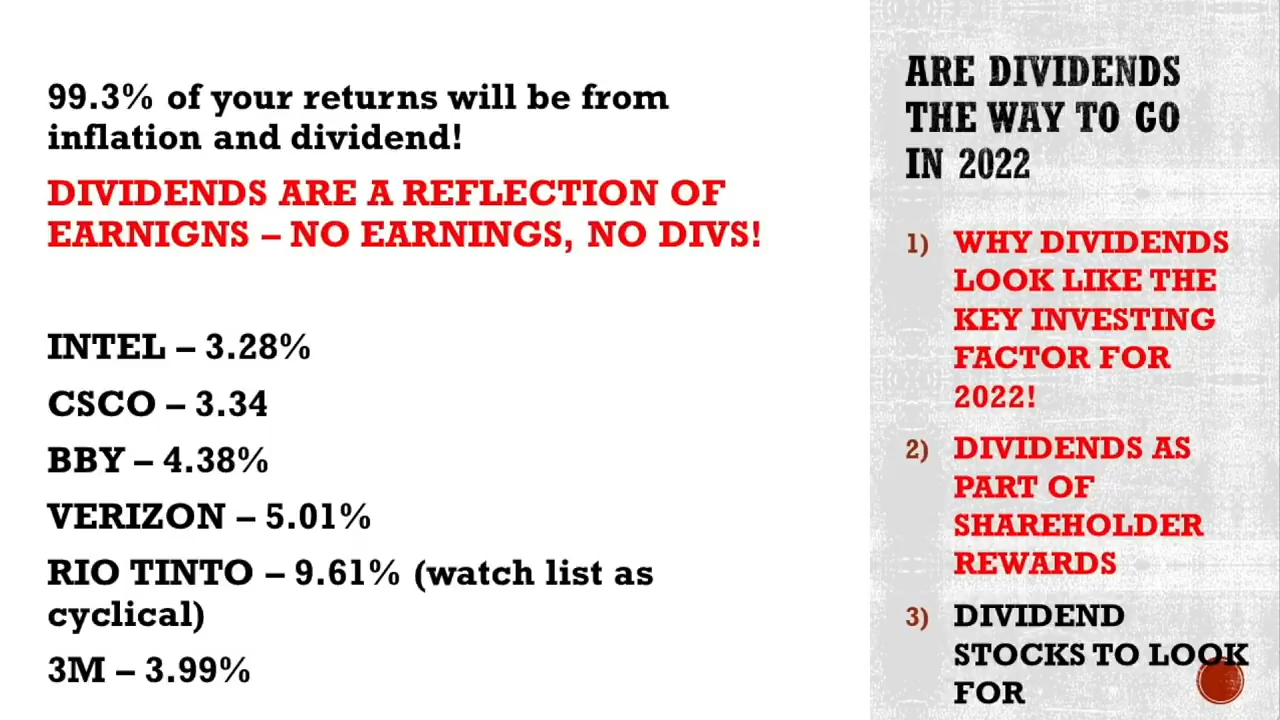 99.3% of your returns will be from
inflation and dividend!
DIVIDENDS ARE A REFLECTION OF
EARNIGNS – NO EARNINGS, NO DIVS!
INTEL – 3.28%
CSCO – 3.34
BBY – 4.38%
VERIZON – 5.01%
RIO TINTO – 9.61% (watch list as
cyclical)
3M – 3.99%
ARE DIVIDENDS
THE WAY TO GO
IN 2022
1) WHY DIVIDENDS
LOOK LIKE THE
KEY INVESTING
FACTOR FOR
2022!
2) DIVIDENDS AS
PART OF
SHAREHOLDER
REWARDS
3) DIVIDEND
STOCKS TO LOOK
FOR